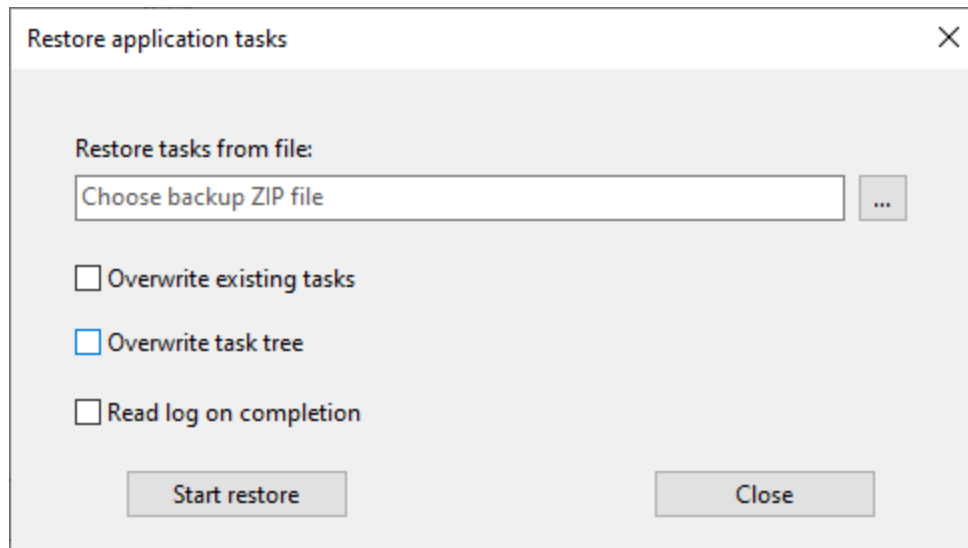 Restore application tasks
Restore tasks from file:
Choose backup ZIP file
...
Overwrite existing tasks
Overwrite task tree
Read log on completion
Start restore
Close